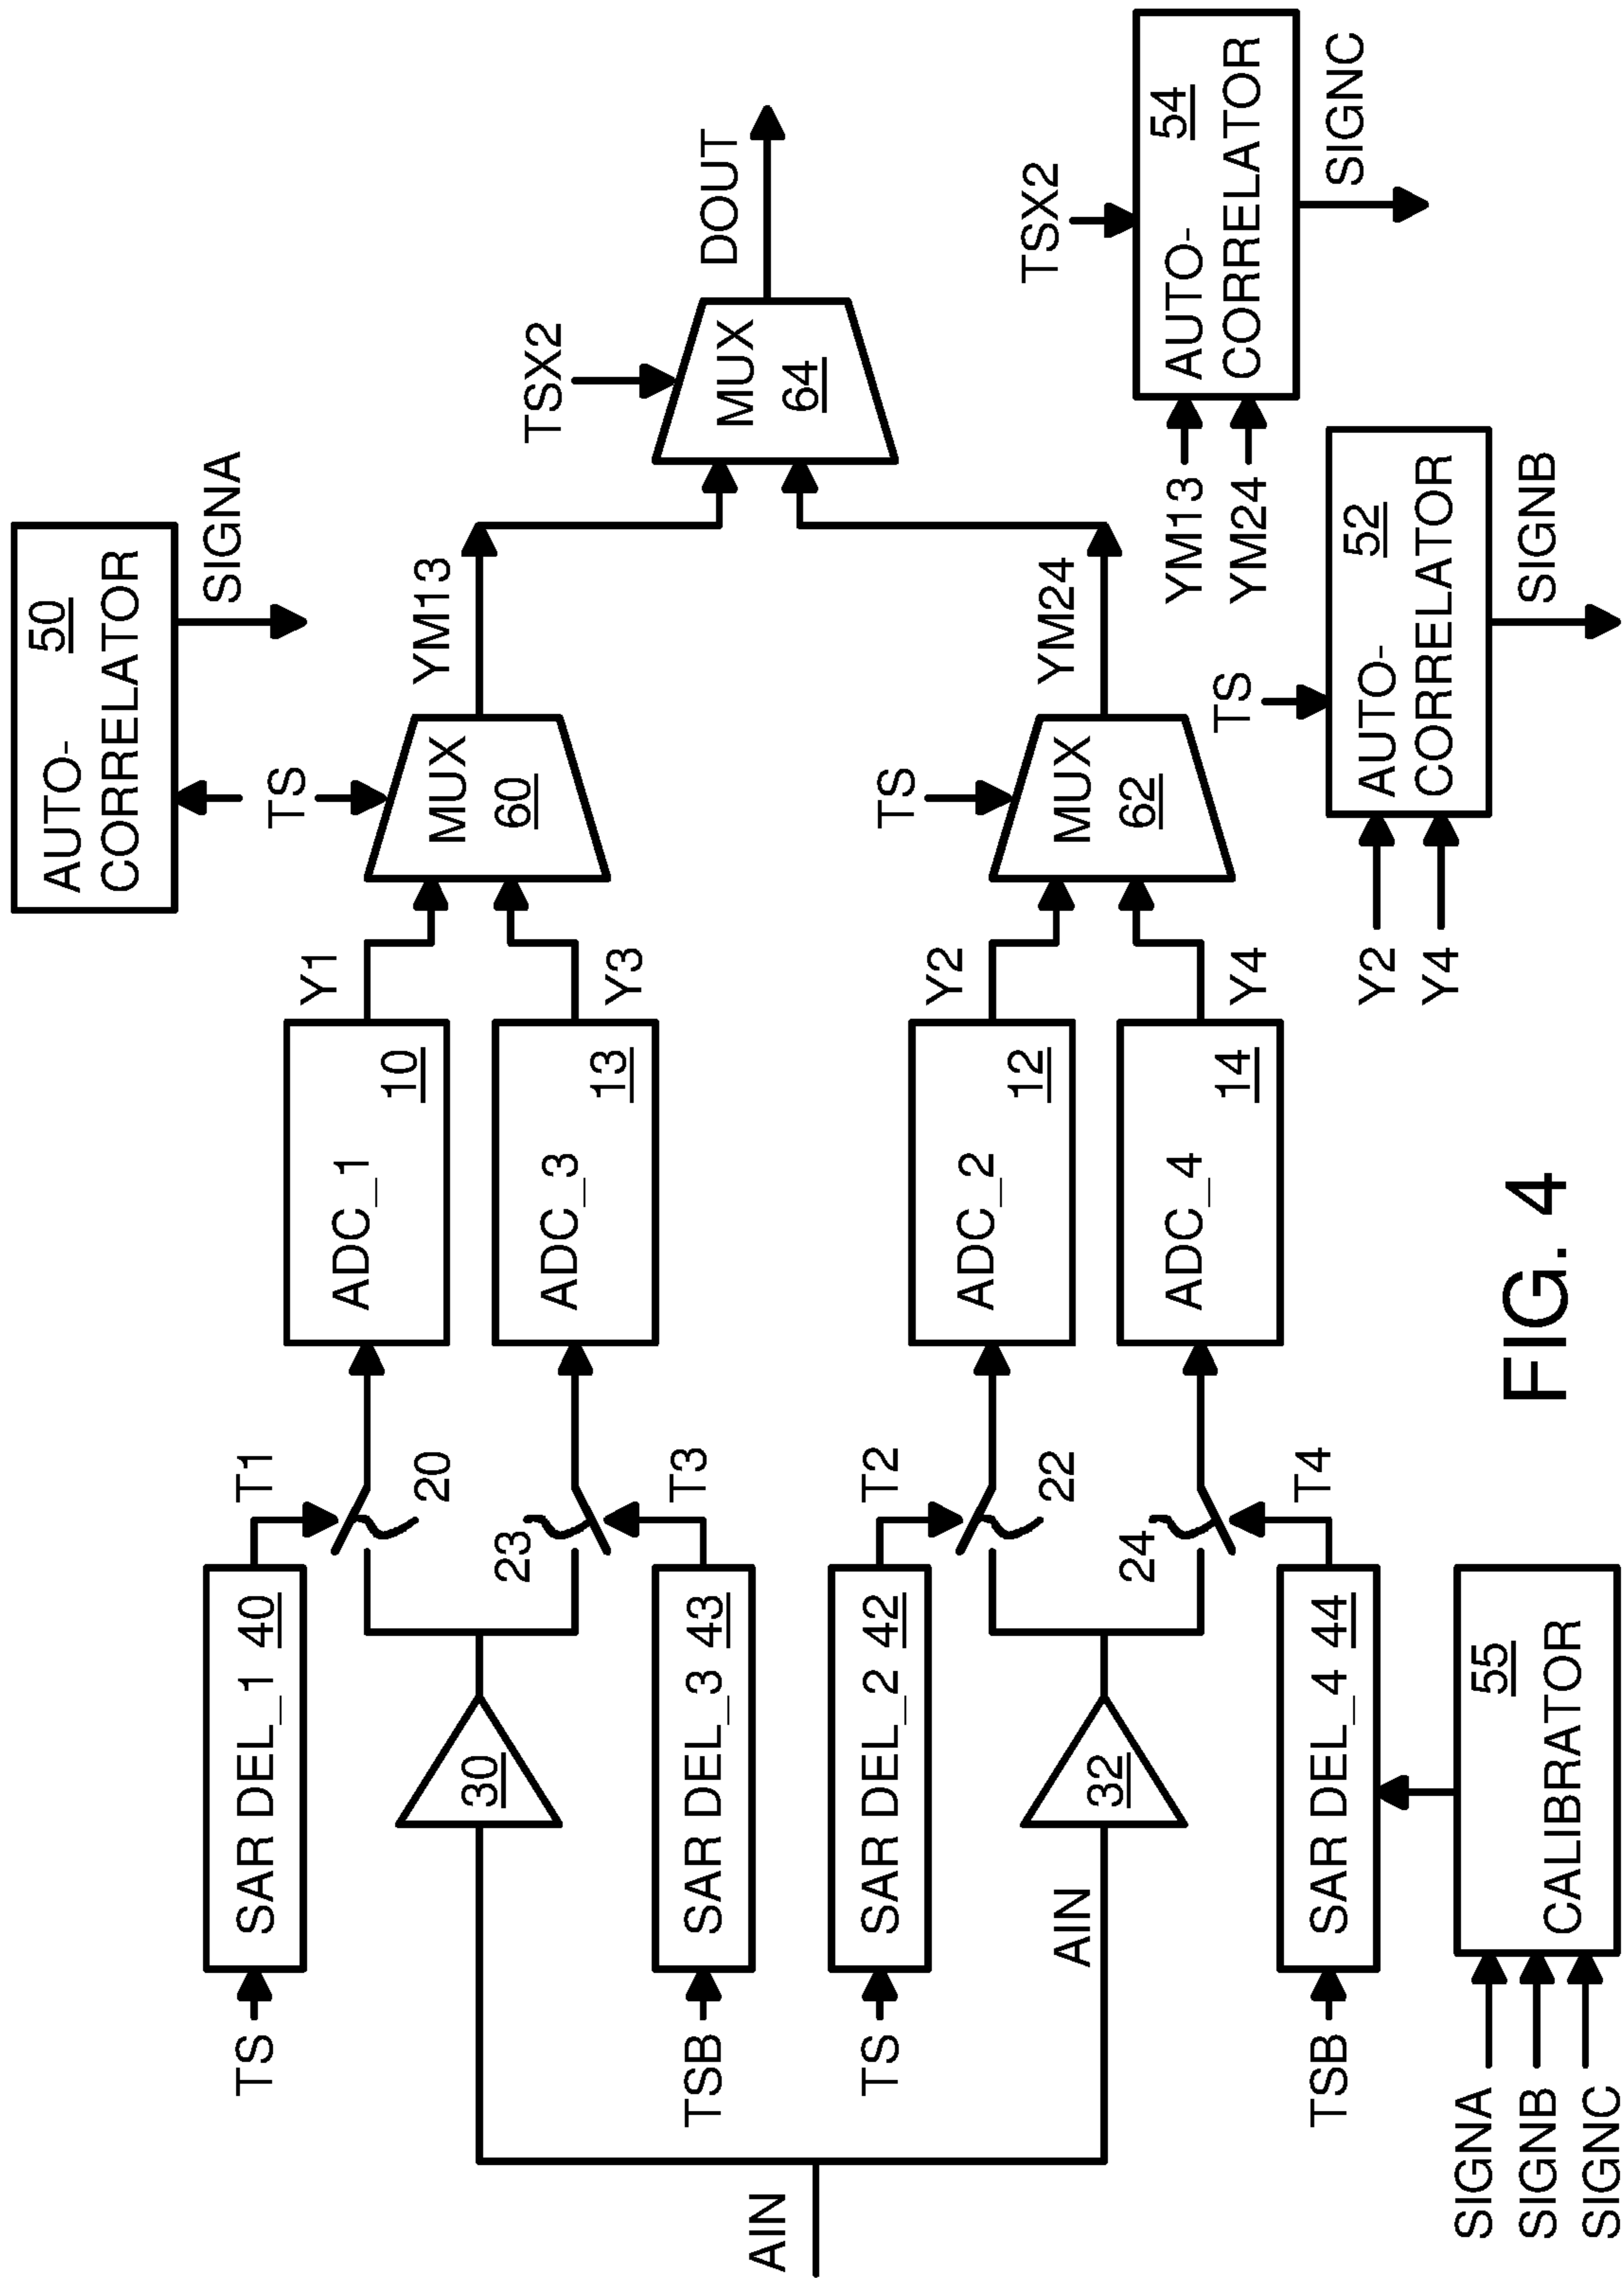 AUTO- 50
CORRELATOR
SIGNA
TS
TS
SAR DEL_1 40
T1
20
ADC_1 10
Y1
TS
MUX
60
YM13
30
23
ADC_3 13
Y3
TSB
SAR DEL_3 43
T3
TSX2
MUX
64
DOUT
AIN
TS
SAR DEL_2 42
T2
22
ADC_2 12
Y2
TS
MUX
62
YM24
AIN
32
24
ADC_4 14
Y4
TSB
SAR DEL_4 44
T4
TSX2
YM13
YM24
AUTO- 54
CORRELATOR
SIGNC
TS
Y2
Y4
AUTO- 52
CORRELATOR
SIGNB
SIGNA
SIGNB
SIGNC
55
CALIBRATOR
FIG. 4